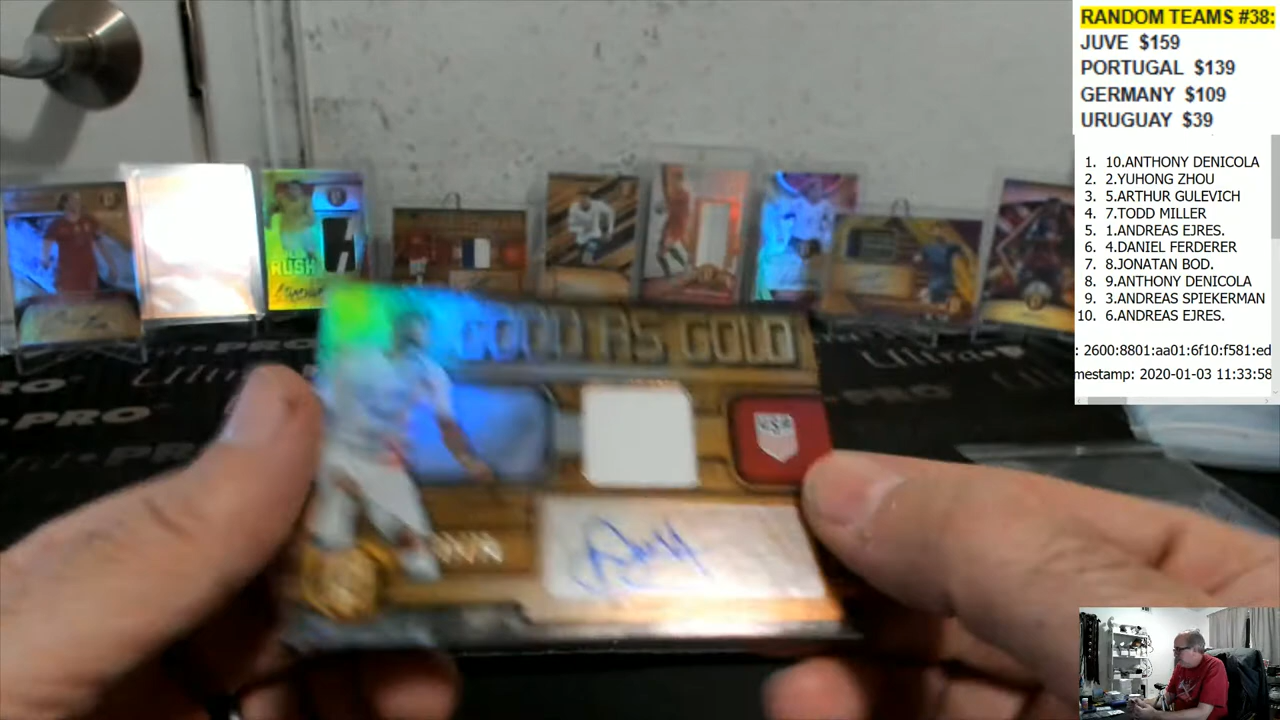 RANDOM TEAMS #38:
JUVE $159
PORTUGAL $139
GERMANY $109
URUGUAY $39
1. 10.ANTHONY DENICOLA
2. 2.YUHONG ZHOU
3. 5.ARTHUR GULEVICH
4. 7.TODD MILLER
5. 1.ANDREAS EJRES.
6. 4.DANIEL FERDERER
7. 8.JONATAN BOD.
8. 9.ANTHONY DENICOLA
9. 3.ANDREAS SPIEKERMAN
10. 6.ANDREAS EJRES.
: 2600:8801:aa01:6f10:f581:ed
mestamp: 2020-01-03 11:33:58
RUSH
GOOD AS GOLD
USA
PRO
Ultra
PRO